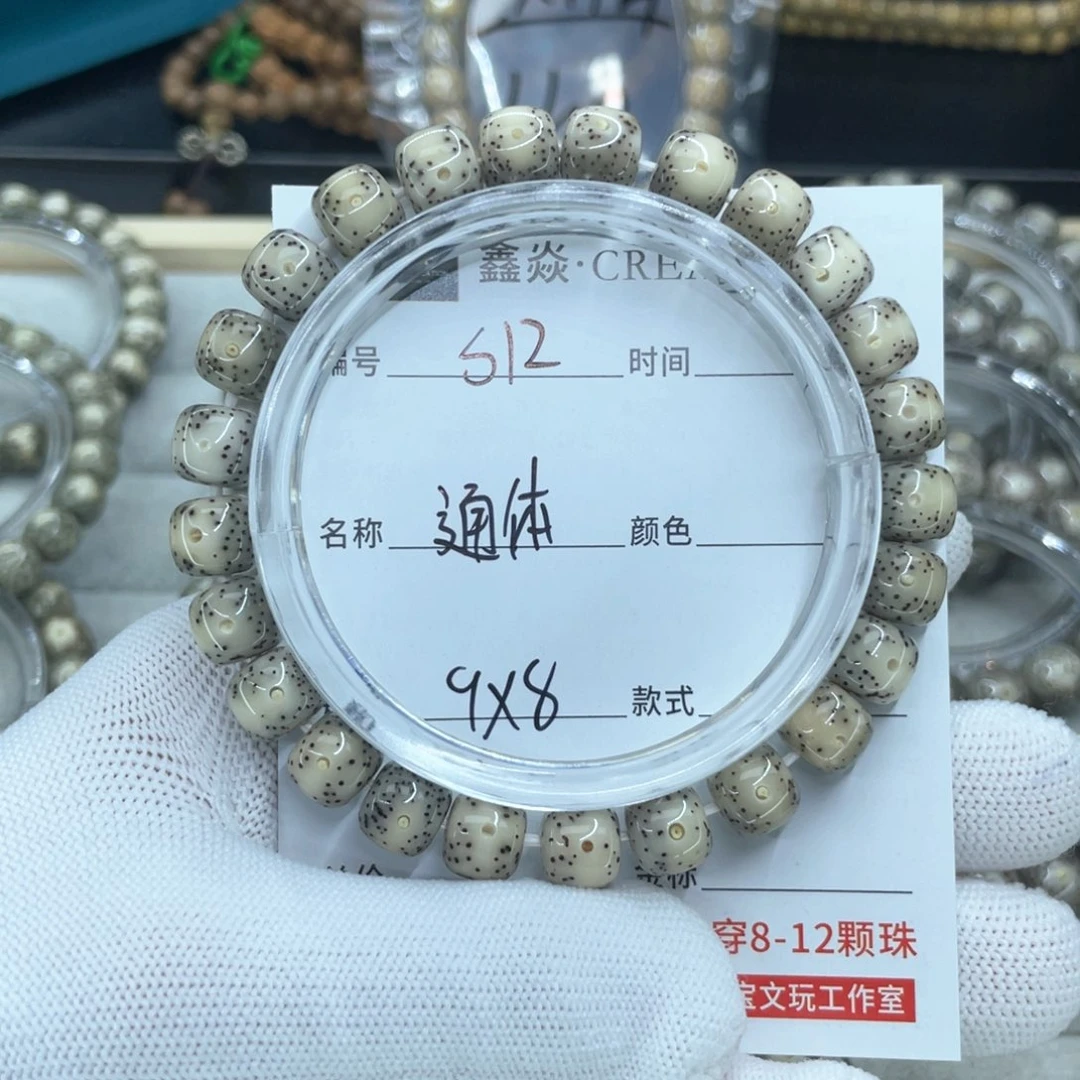 鑫焱·CREA
编号 S12 时间
名称 通体 颜色
9X8 款式
穿8-12颗珠
宝文玩工作室